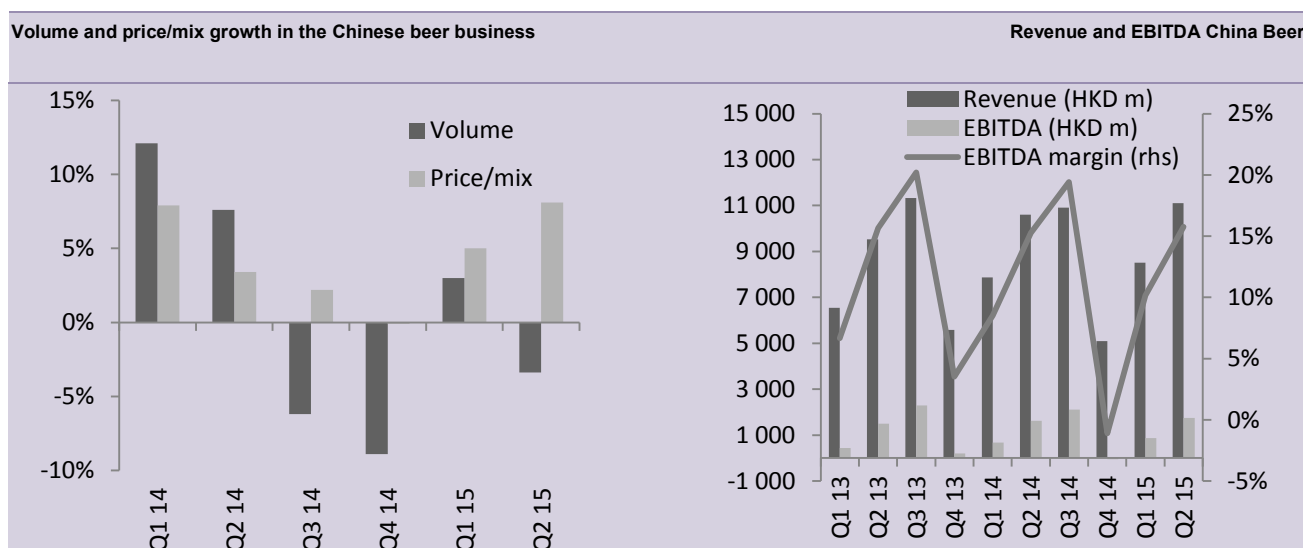 Volume and price/mix growth in the Chinese beer business
Revenue and EBITDA China Beer
15%
10%
5%
0%
-5%
-10%
Volume
Price/mix
Q1 14
Q2 14
Q3 14
Q4 14
Q1 15
Q2 15
Revenue (HKD m)
EBITDA (HKD m)
EBITDA margin (rhs)
15 000
13 000
11 000
9 000
7 000
5 000
3 000
1 000
-1 000
25%
20%
15%
10%
5%
0%
-5%
Q1 13
Q2 13
Q3 13
Q4 13
Q1 14
Q2 14
Q3 14
Q4 14
Q1 15
Q2 15